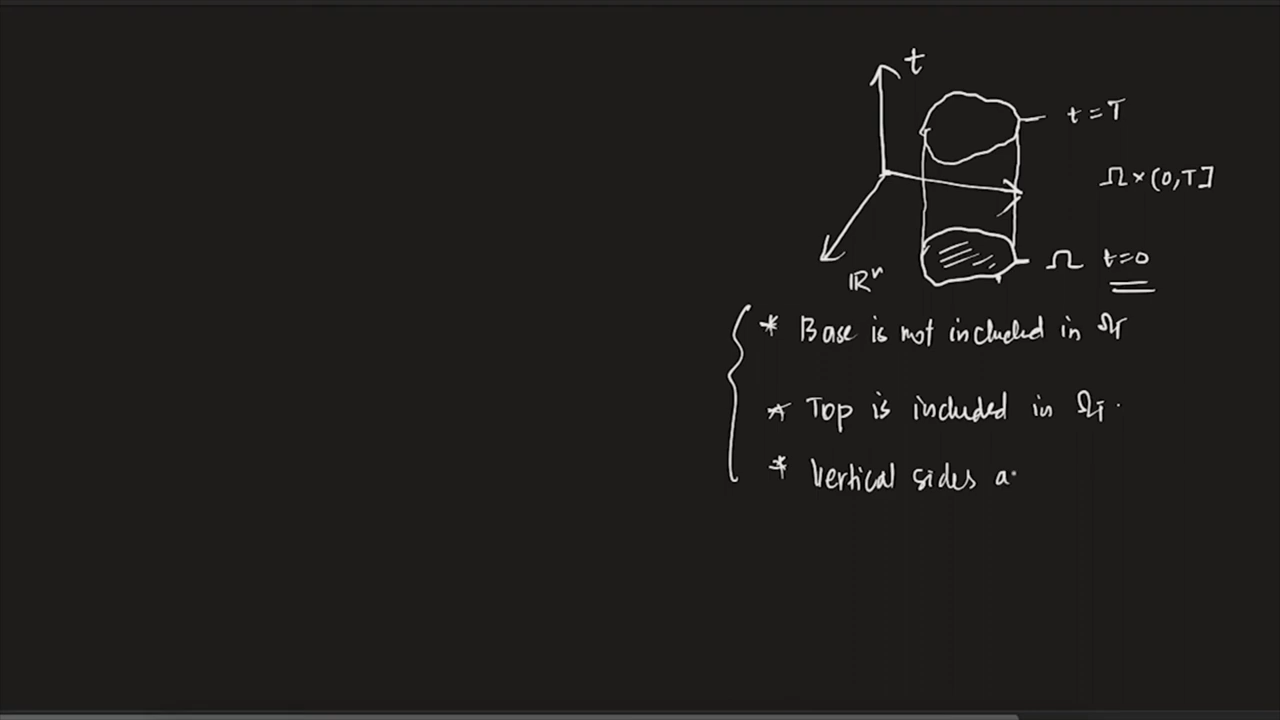 t
t = T
Ω × (0,T]
Ω t=0
ℝⁿ
* Base is not included in Ω_T
* Top is included in Ω_T.
* Vertical sides a